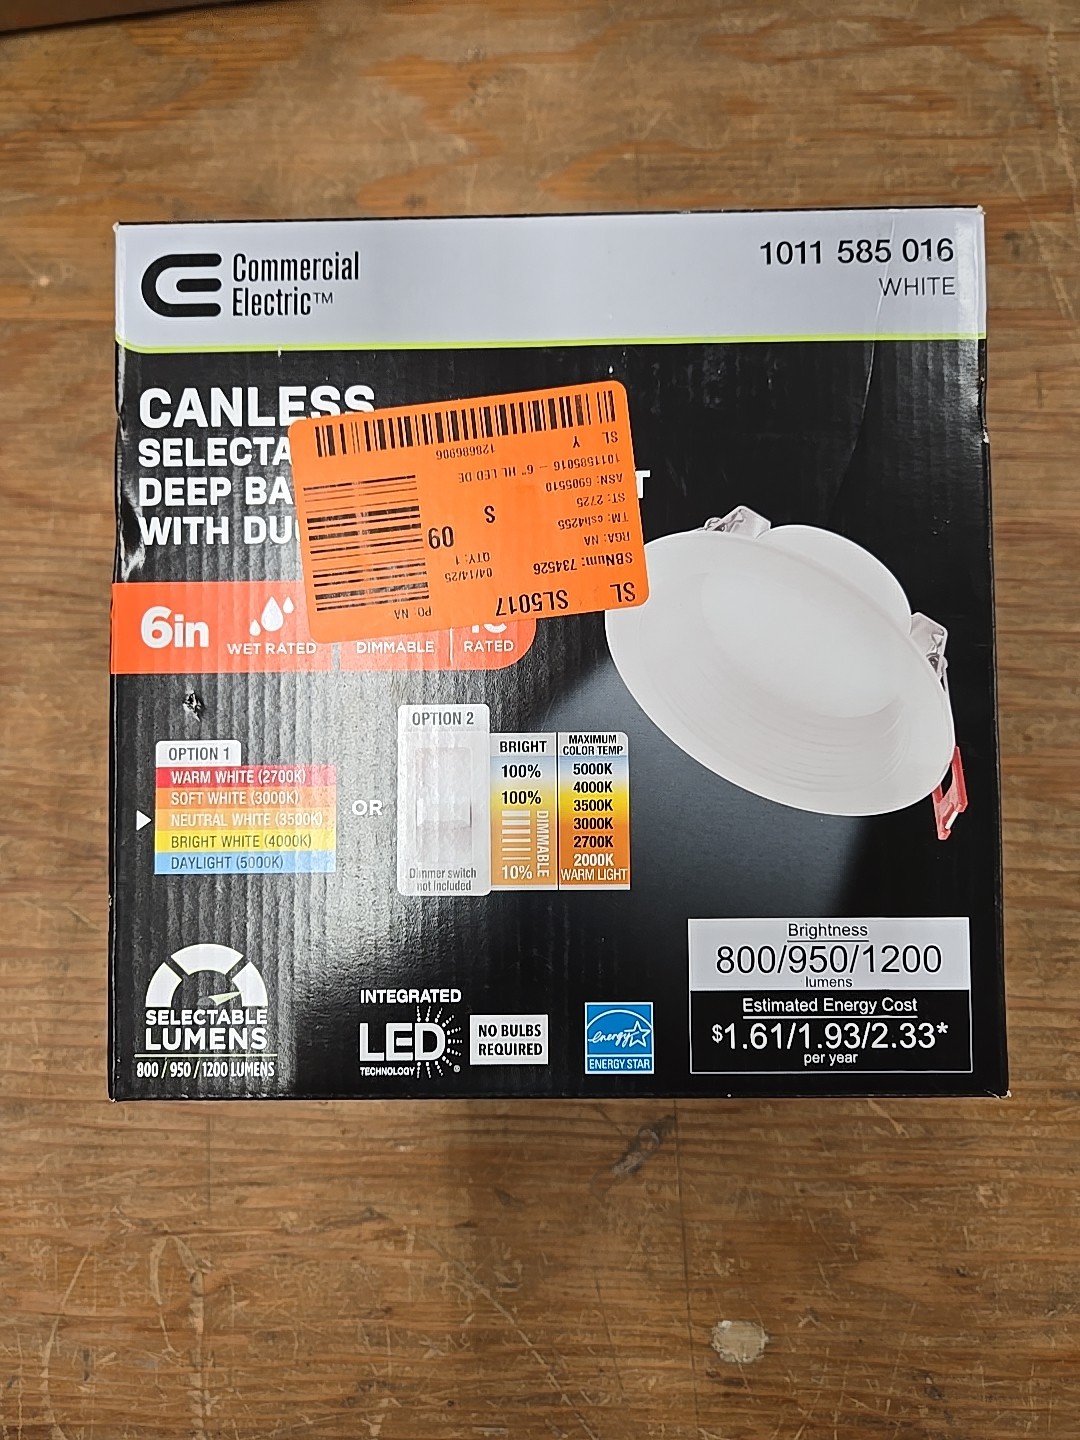 Commercial
Electric™
1011 585 016
WHITE
CANLESS
SELECTA
DEEP BA
T
WITH DU
128686906
SL
Y
1011585016 - 6" HL LED DE
ASN: 6905510
ST: 2725
S
TM: csh4255
09
RGA: NA
QTY: 1
SBNum: 734526
04/14/25
SL
SL5017
PO: NA
6in
WET RATED
DIMMABLE
RATED
OPTION 1
WARM WHITE (2700K)
SOFT WHITE (3000K)
NEUTRAL WHITE (3500K)
BRIGHT WHITE (4000K)
DAYLIGHT (5000K)
OR
OPTION 2
Dimmer switch
not Included
BRIGHT
100%
100%
DIMMABLE
10%
MAXIMUM
COLOR TEMP
5000K
4000K
3500K
3000K
2700K
2000K
WARM LIGHT
SELECTABLE
LUMENS
800 / 950 / 1200 LUMENS
INTEGRATED
LED
TECHNOLOGY
NO BULBS
REQUIRED
energy
ENERGY STAR
Brightness
800/950/1200
lumens
Estimated Energy Cost
$1.61/1.93/2.33*
per year